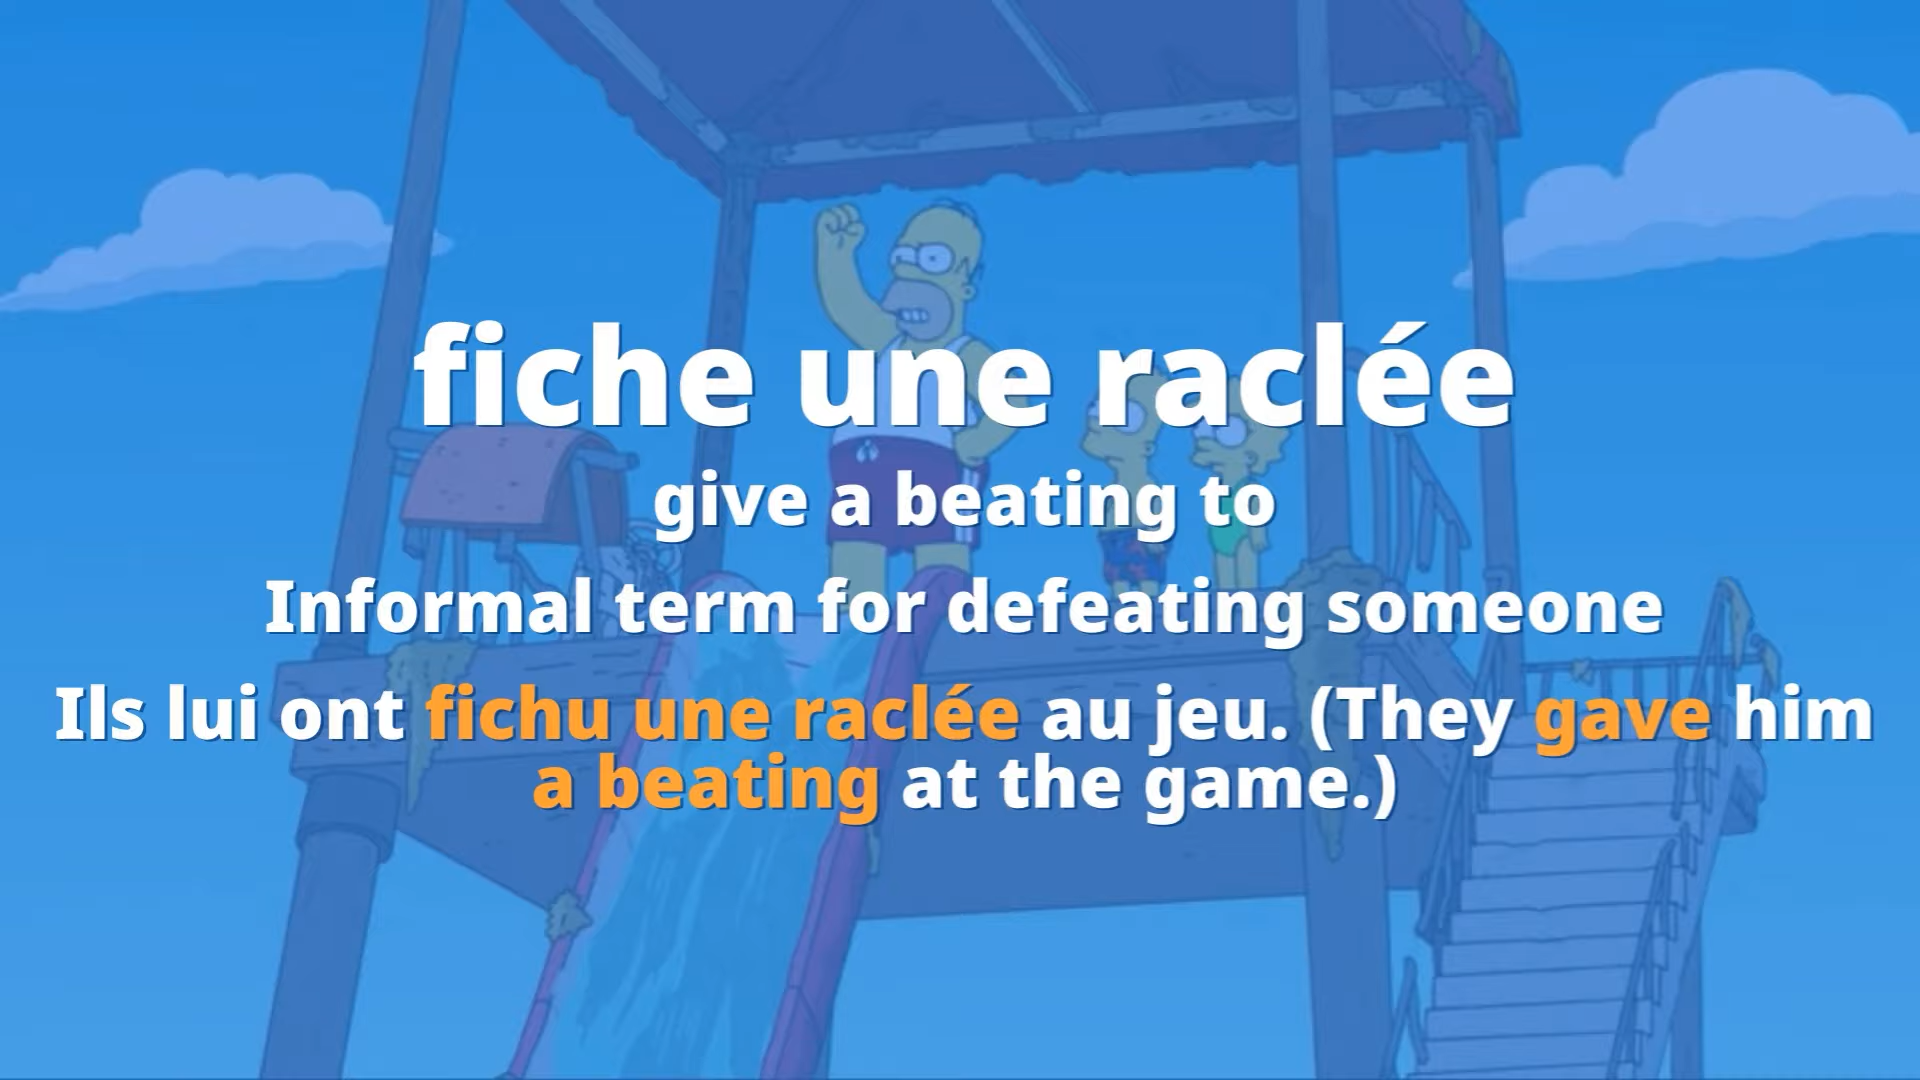 fiche une raclée
give a beating to
Informal term for defeating someone
Ils lui ont fichu une raclée au jeu. (They gave him
a beating at the game.)